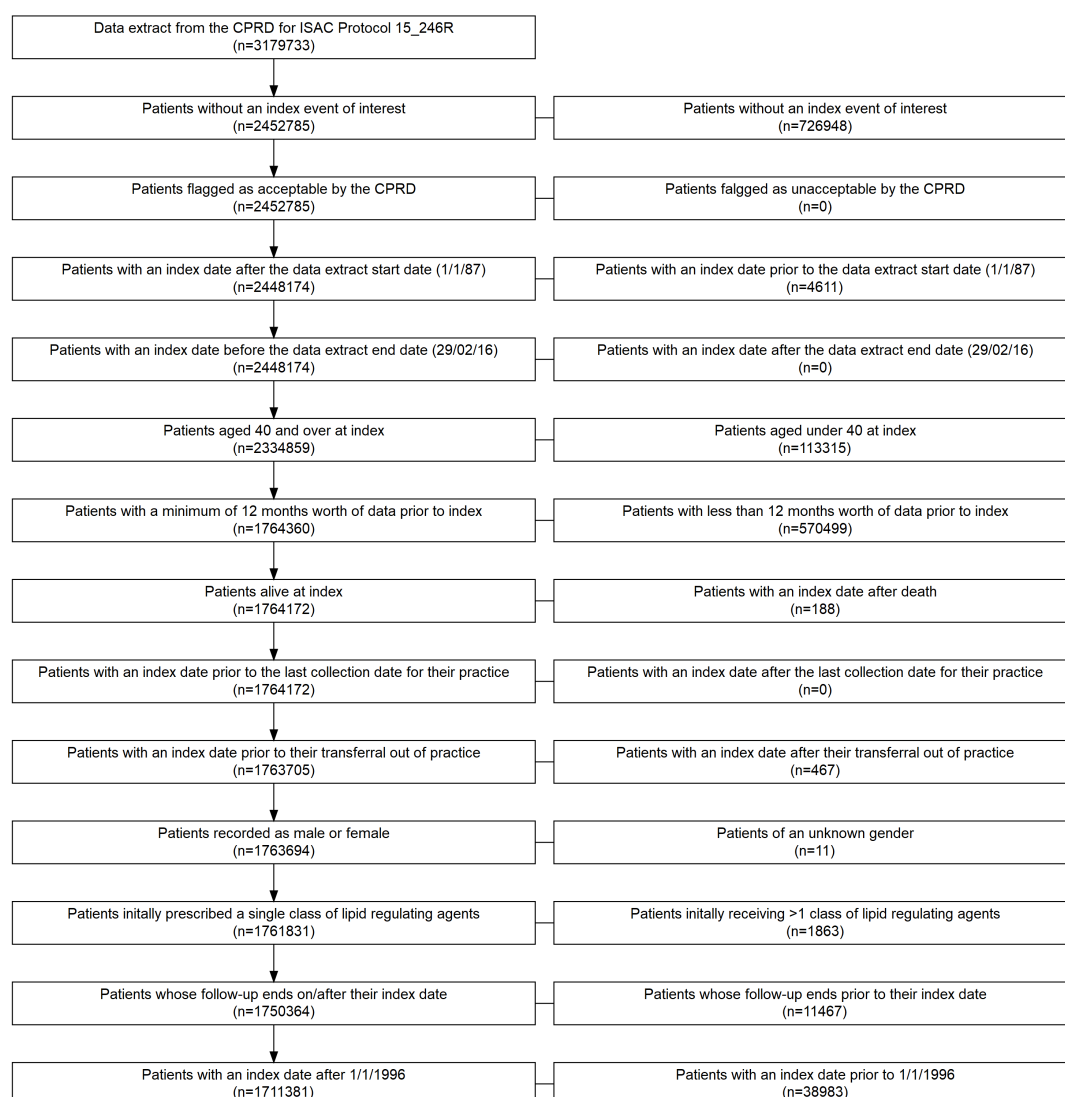 Data extract from the CPRD for ISAC Protocol 15_246R
(n=3179733)
Patients without an index event of interest
(n=2452785)
Patients without an index event of interest
(n=726948)
Patients flagged as acceptable by the CPRD
(n=2452785)
Patients falgged as unacceptable by the CPRD
(n=0)
Patients with an index date after the data extract start date (1/1/87)
(n=2448174)
Patients with an index date prior to the data extract start date (1/1/87)
(n=4611)
Patients with an index date before the data extract end date (29/02/16)
(n=2448174)
Patients with an index date after the data extract end date (29/02/16)
(n=0)
Patients aged 40 and over at index
(n=2334859)
Patients aged under 40 at index
(n=113315)
Patients with a minimum of 12 months worth of data prior to index
(n=1764360)
Patients with less than 12 months worth of data prior to index
(n=570499)
Patients alive at index
(n=1764172)
Patients with an index date after death
(n=188)
Patients with an index date prior to the last collection date for their practice
(n=1764172)
Patients with an index date after the last collection date for their practice
(n=0)
Patients with an index date prior to their transferral out of practice
(n=1763705)
Patients with an index date after their transferral out of practice
(n=467)
Patients recorded as male or female
(n=1763694)
Patients of an unknown gender
(n=11)
Patients initally prescribed a single class of lipid regulating agents
(n=1761831)
Patients initally receiving >1 class of lipid regulating agents
(n=1863)
Patients whose follow-up ends on/after their index date
(n=1750364)
Patients whose follow-up ends prior to their index date
(n=11467)
Patients with an index date after 1/1/1996
(n=1711381)
Patients with an index date prior to 1/1/1996
(n=38983)